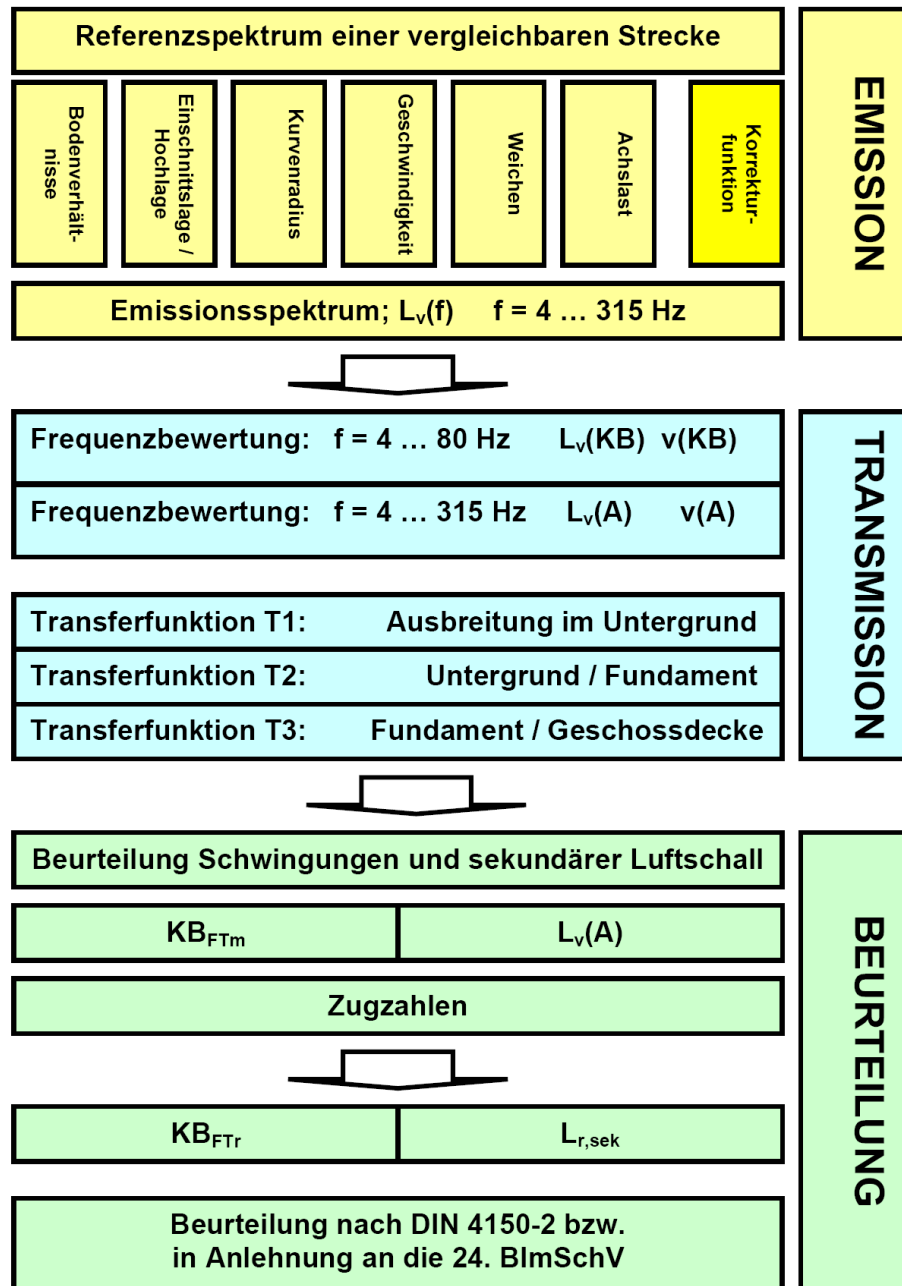 Referenzspektrum einer vergleichbaren Strecke
EMISSION
Bodenverhält-
nisse
Einschnittslage /
Hochlage
Kurvenradius
Geschwindigkeit
Weichen
Achslast
Korrektur-
funktion
Emissionsspektrum; Lv(f) f = 4 … 315 Hz
Frequenzbewertung: f = 4 … 80 Hz Lv(KB) v(KB)
Frequenzbewertung: f = 4 … 315 Hz Lv(A) v(A)
TRANSMISSION
Transferfunktion T1: Ausbreitung im Untergrund
Transferfunktion T2: Untergrund / Fundament
Transferfunktion T3: Fundament / Geschossdecke
Beurteilung Schwingungen und sekundärer Luftschall
KBFTm Lv(A)
Zugzahlen
BEURTEILUNG
KBFTr Lr,sek
Beurteilung nach DIN 4150-2 bzw.
in Anlehnung an die 24. BImSchV